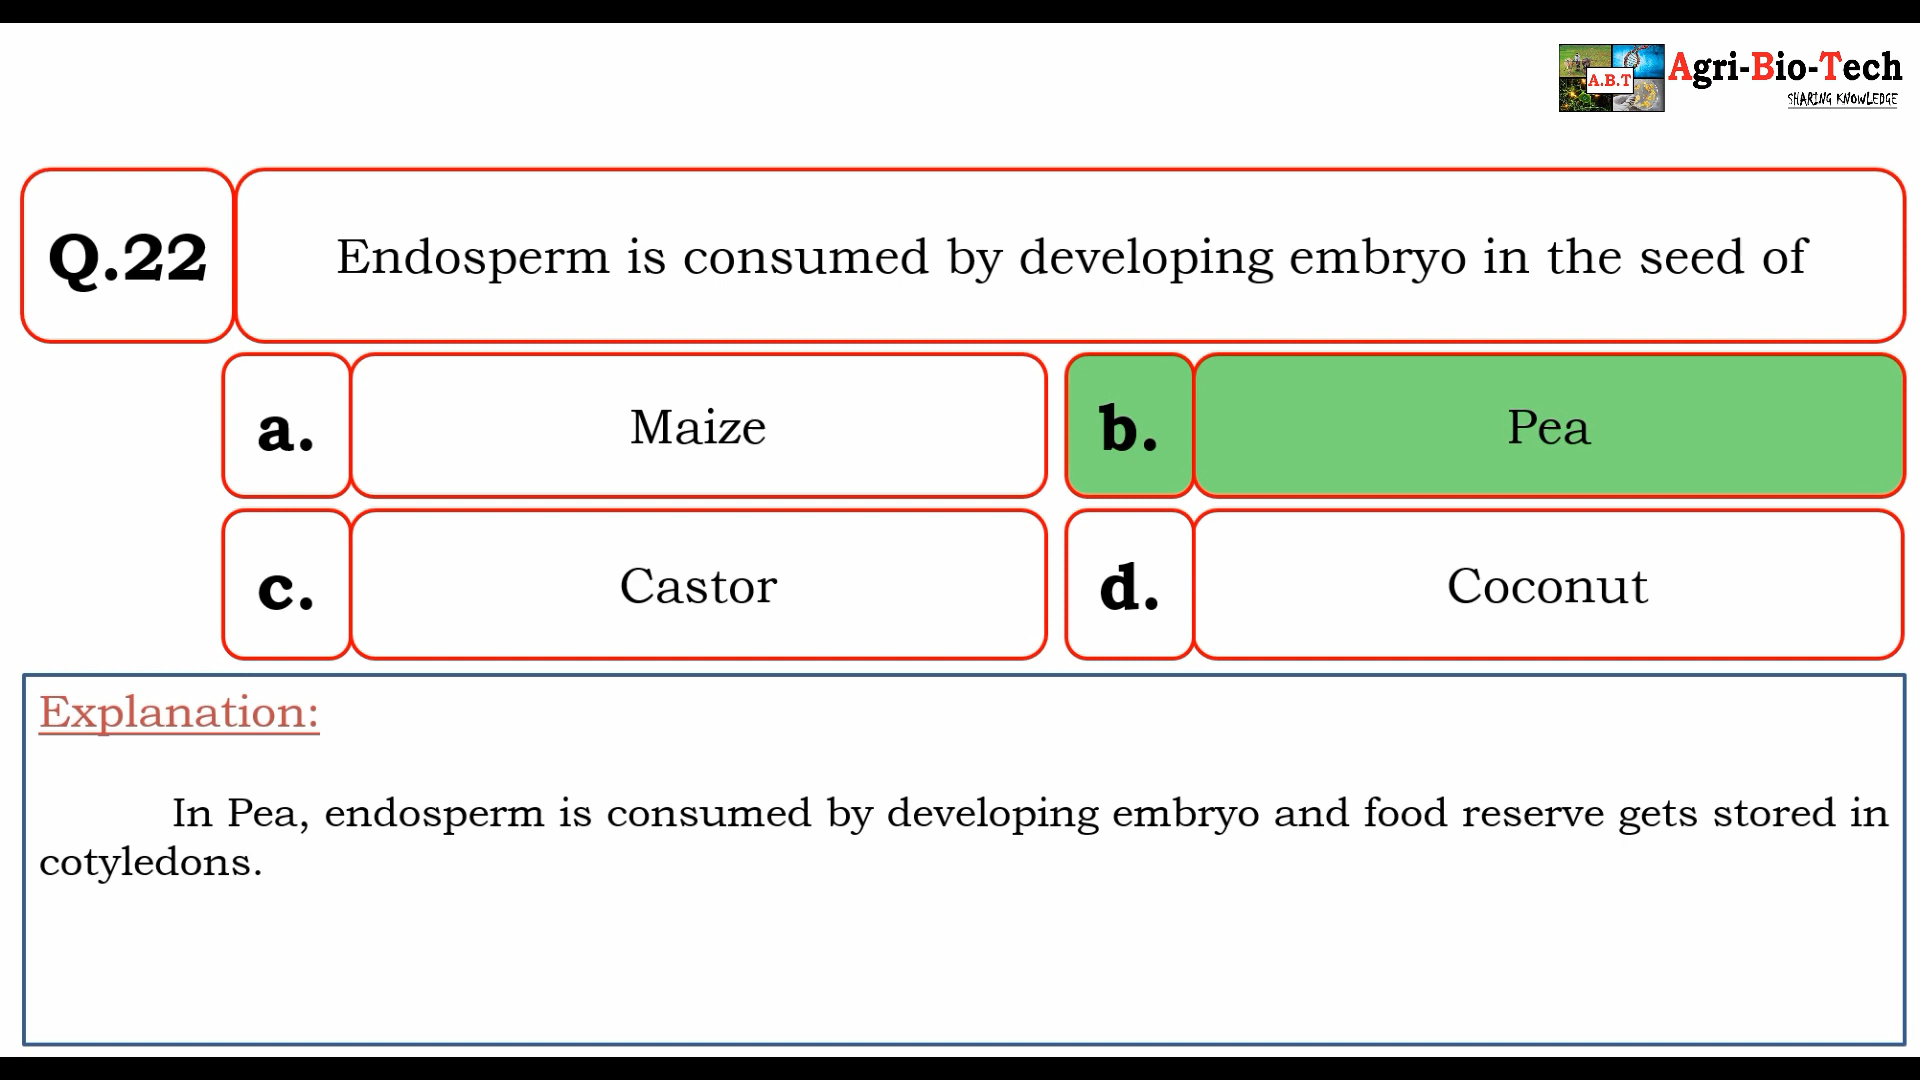 A.B.T
Agri-Bio-Tech
SHARING KNOWLEDGE
Q.22
Endosperm is consumed by developing embryo in the seed of
a.
Maize
b.
Pea
c.
Castor
d.
Coconut
Explanation:
In Pea, endosperm is consumed by developing embryo and food reserve gets stored in
cotyledons.